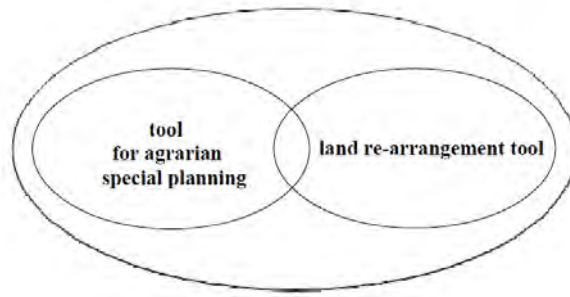 tool
for agrarian
special planning
land re-arrangement tool